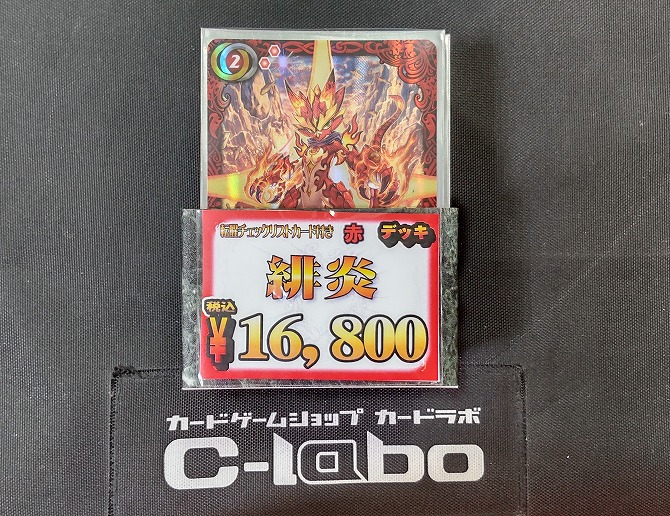 2
転醒チェックリストカード付き 赤 デッキ
緋炎
税込
¥16,800
カードゲームショップ カードラボ
c-labo